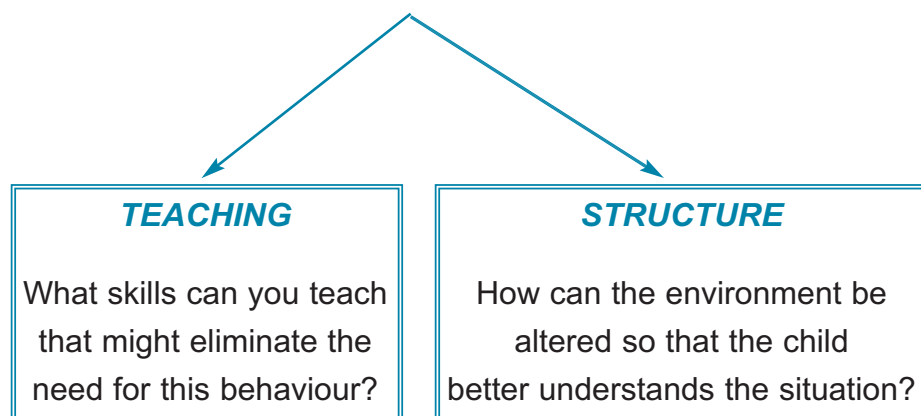 TEACHING
What skills can you teach
that might eliminate the
need for this behaviour?
STRUCTURE
How can the environment be
altered so that the child
better understands the situation?